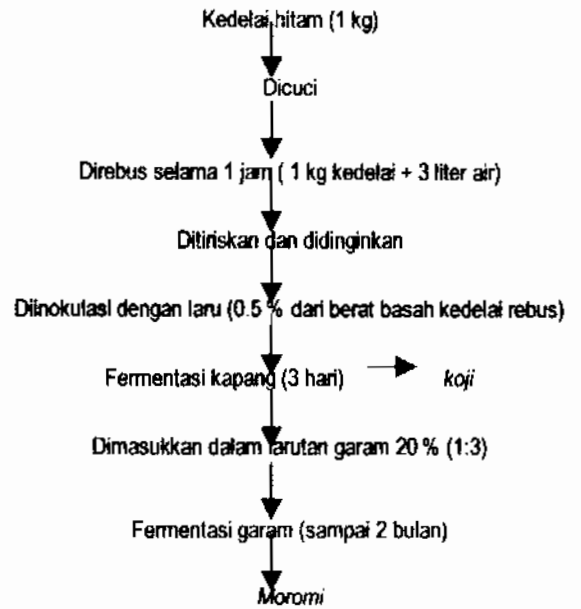 Kedelai hitam (1 kg)
Dicuci
Direbus selama 1 jam ( 1 kg kedelai + 3 liter air)
Ditiriskan dan didinginkan
Diinokulasi dengan laru (0.5 % dari berat basah kedelai rebus)
Fermentasi kapang (3 hari) koji
Dimasukkan dalam larutan garam 20 % (1:3)
Fermentasi garam (sampai 2 bulan)
Moromi